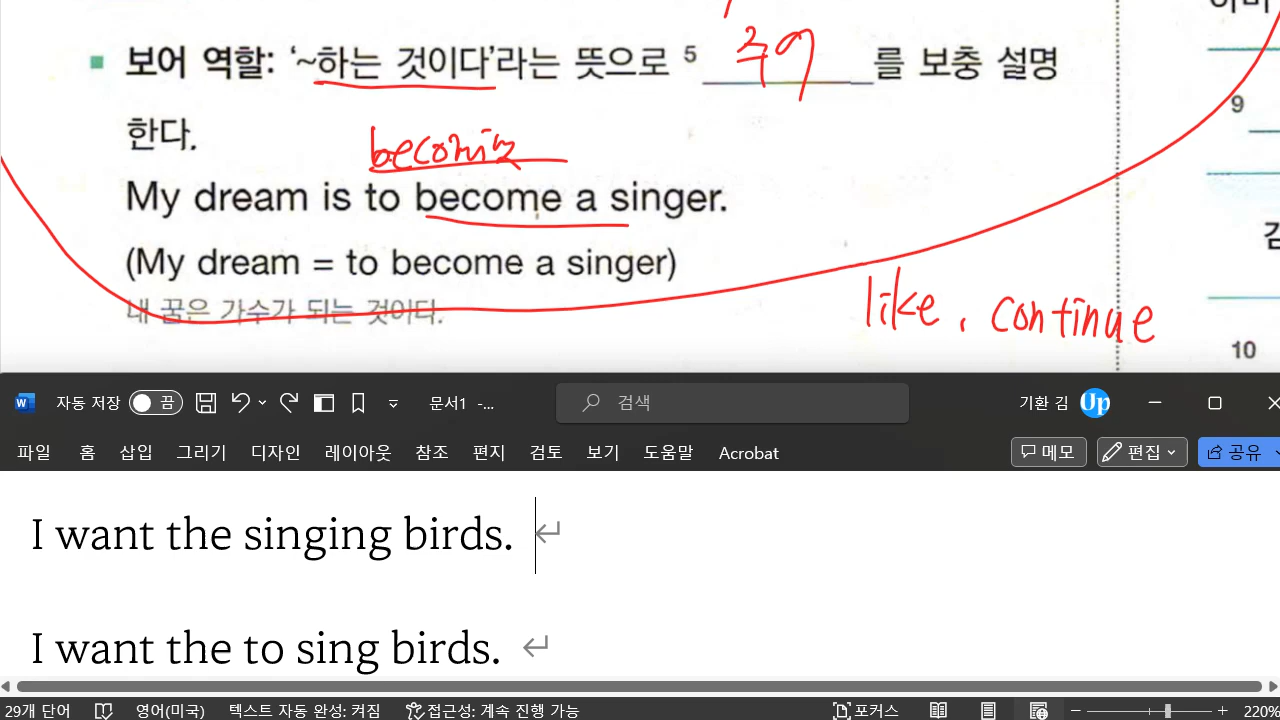 ■ 보어 역할: ‘~하는 것이다’라는 뜻으로 5 주어 를 보충 설명
9
한다.
becoming
My dream is to become a singer.
(My dream = to become a singer)
내 꿈은 가수가 되는 것이다.
like, continue
10
자동 저장 끔 문서1 -... 검색 기환 김 Up
파일 홈 삽입 그리기 디자인 레이아웃 참조 편지 검토 보기 도움말 Acrobat 메모 편집 공유
I want the singing birds.
I want the to sing birds.
29개 단어 영어(미국) 텍스트 자동 완성: 켜짐 접근성: 계속 진행 가능 포커스 220%